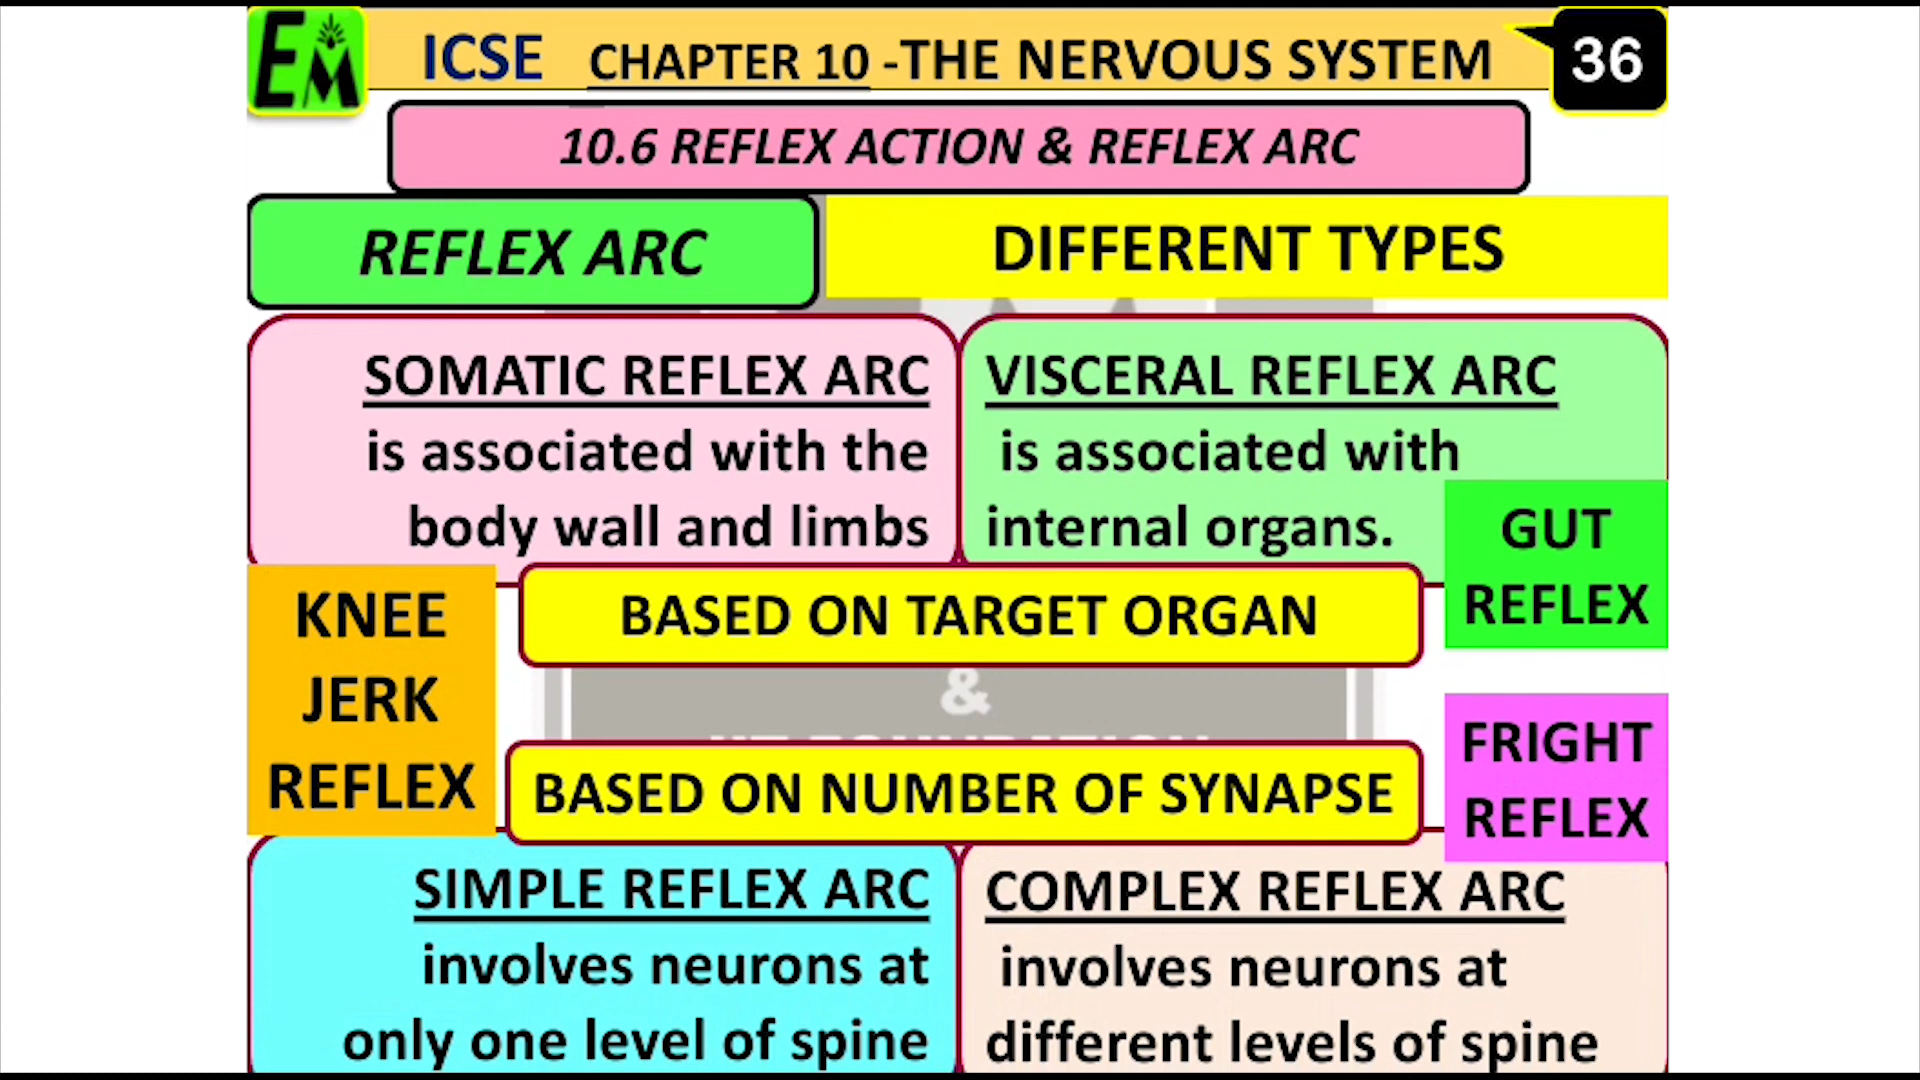 EM
ICSE CHAPTER 10 -THE NERVOUS SYSTEM
36
10.6 REFLEX ACTION & REFLEX ARC
REFLEX ARC
DIFFERENT TYPES
SOMATIC REFLEX ARC
is associated with the
body wall and limbs
VISCERAL REFLEX ARC
is associated with
internal organs.
GUT
REFLEX
KNEE
JERK
REFLEX
BASED ON TARGET ORGAN
&
BASED ON NUMBER OF SYNAPSE
FRIGHT
REFLEX
SIMPLE REFLEX ARC
involves neurons at
only one level of spine
COMPLEX REFLEX ARC
involves neurons at
different levels of spine